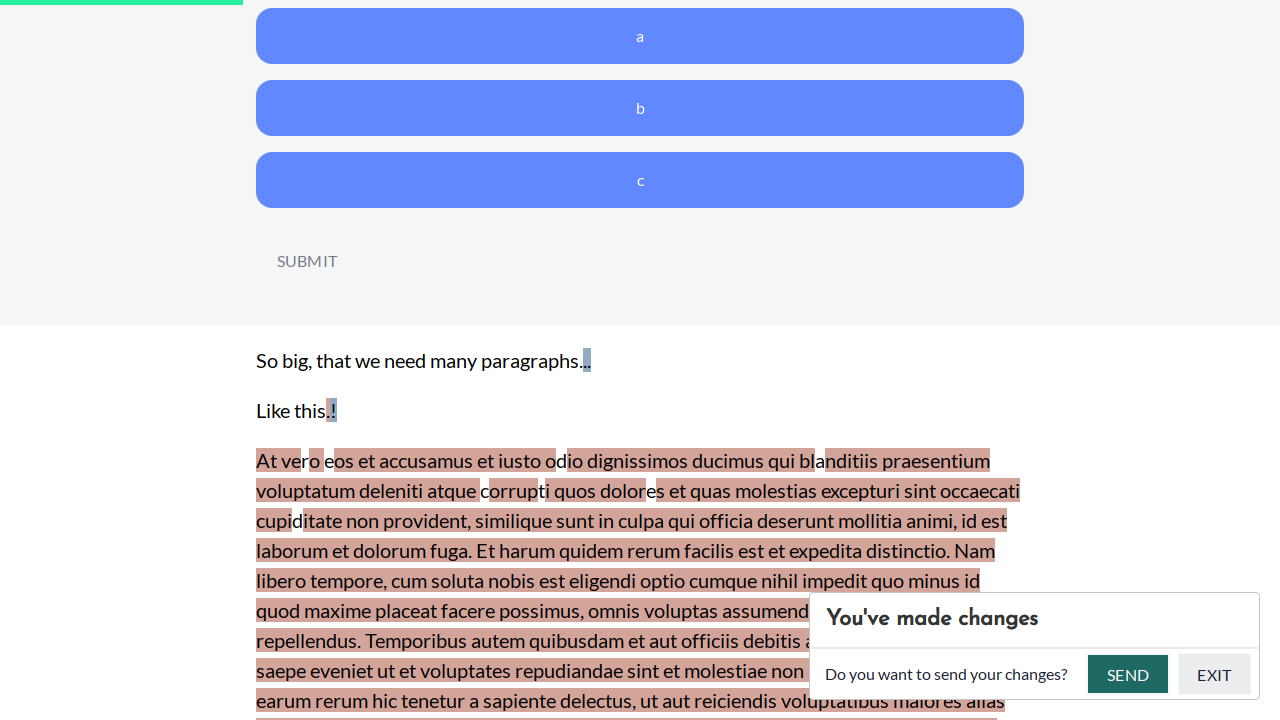 a
b
c
SUBMIT
So big, that we need many paragraphs...
Like this.!
At vero eos et accusamus et iusto odio dignissimos ducimus qui blanditiis praesentium
voluptatum deleniti atque corrupti quos dolores et quas molestias excepturi sint occaecati
cupiditate non provident, similique sunt in culpa qui officia deserunt mollitia animi, id est
laborum et dolorum fuga. Et harum quidem rerum facilis est et expedita distinctio. Nam
libero tempore, cum soluta nobis est eligendi optio cumque nihil impedit quo minus id
quod maxime placeat facere possimus, omnis voluptas assumend
repellendus. Temporibus autem quibusdam et aut officiis debitis
saepe eveniet ut et voluptates repudiandae sint et molestiae non
earum rerum hic tenetur a sapiente delectus, ut aut reiciendis voluptatibus maiores alias
You've made changes
Do you want to send your changes?
SEND
EXIT